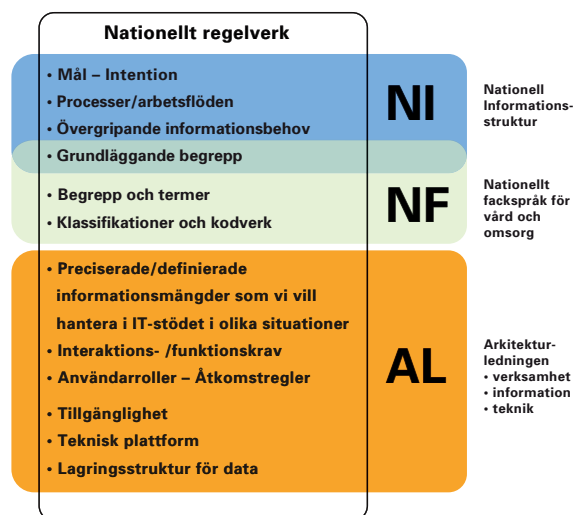 Nationellt regelverk
• Mål – Intention
• Processer/arbetsflöden
• Övergripande informationsbehov
• Grundläggande begrepp
NI
Nationell
Informations-
struktur
• Begrepp och termer
• Klassifikationer och kodverk
NF
Nationellt
fackspråk för
vård och
omsorg
• Preciserade/definierade
informationsmängder som vi vill
hantera i IT-stödet i olika situationer
• Interaktions- /funktionskrav
• Användarroller – Åtkomstregler
• Tillgänglighet
• Teknisk plattform
• Lagringsstruktur för data
AL
Arkitektur-
ledningen
• verksamhet
• information
• teknik